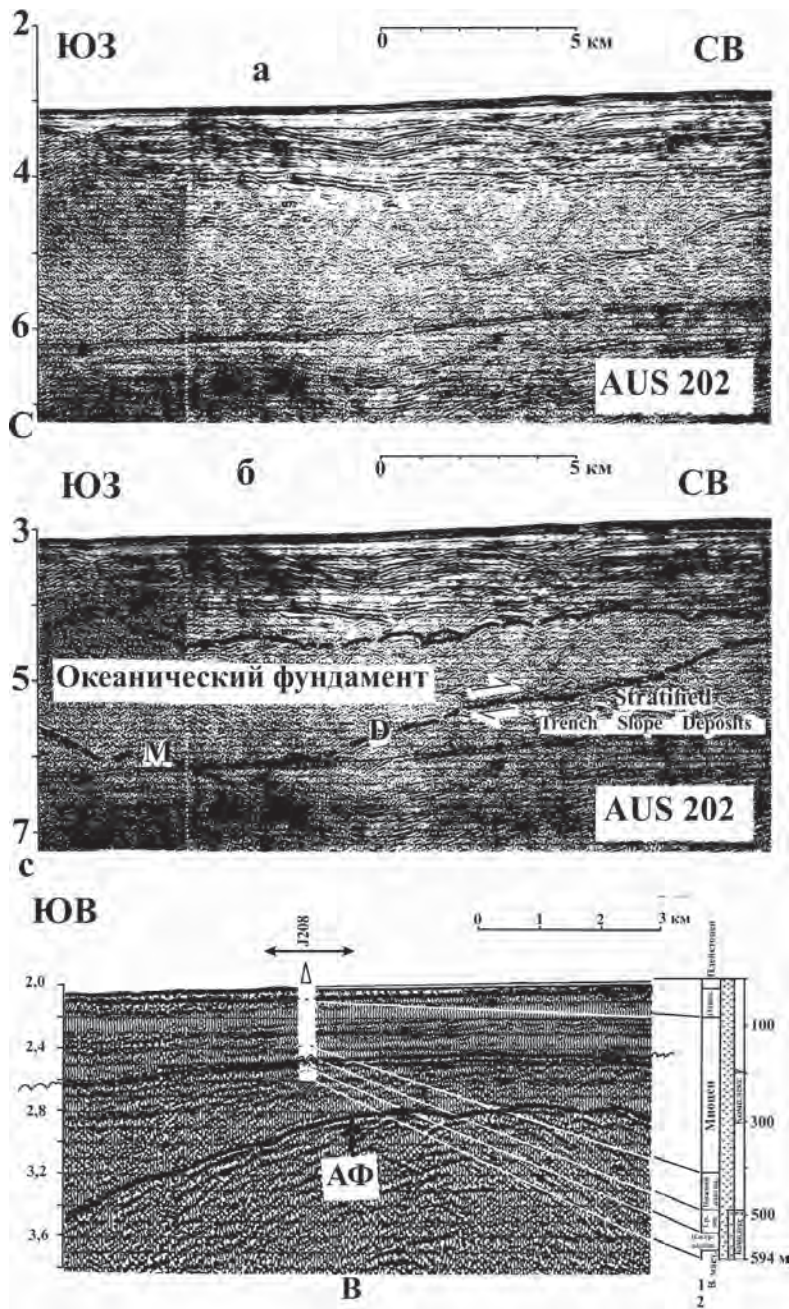 2
ЮЗ
а
0 5 км
СВ
4
6
AUS 202
С
ЮЗ
б
0 5 км
СВ
3
Океанический фундамент
5
Stratified
Trench Slope Deposits
D
М
AUS 202
7
с
ЮВ
J208
0 1 2 3 км
Плейстоцен
2,0
100
2,4
Миоцен
Комплекс
2,8
300
АФ
3,2
500
3,6
594 м
В
1
2